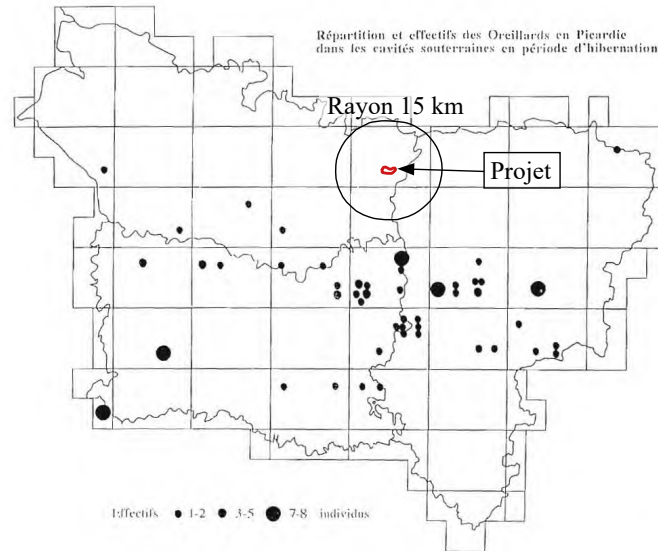 Répartition et effectifs des Oreillards en Picardie
dans les cavités souterraines en période d'hibernation
Rayon 15 km
Projet
Effectifs 1-2 3-5 7-8 individus